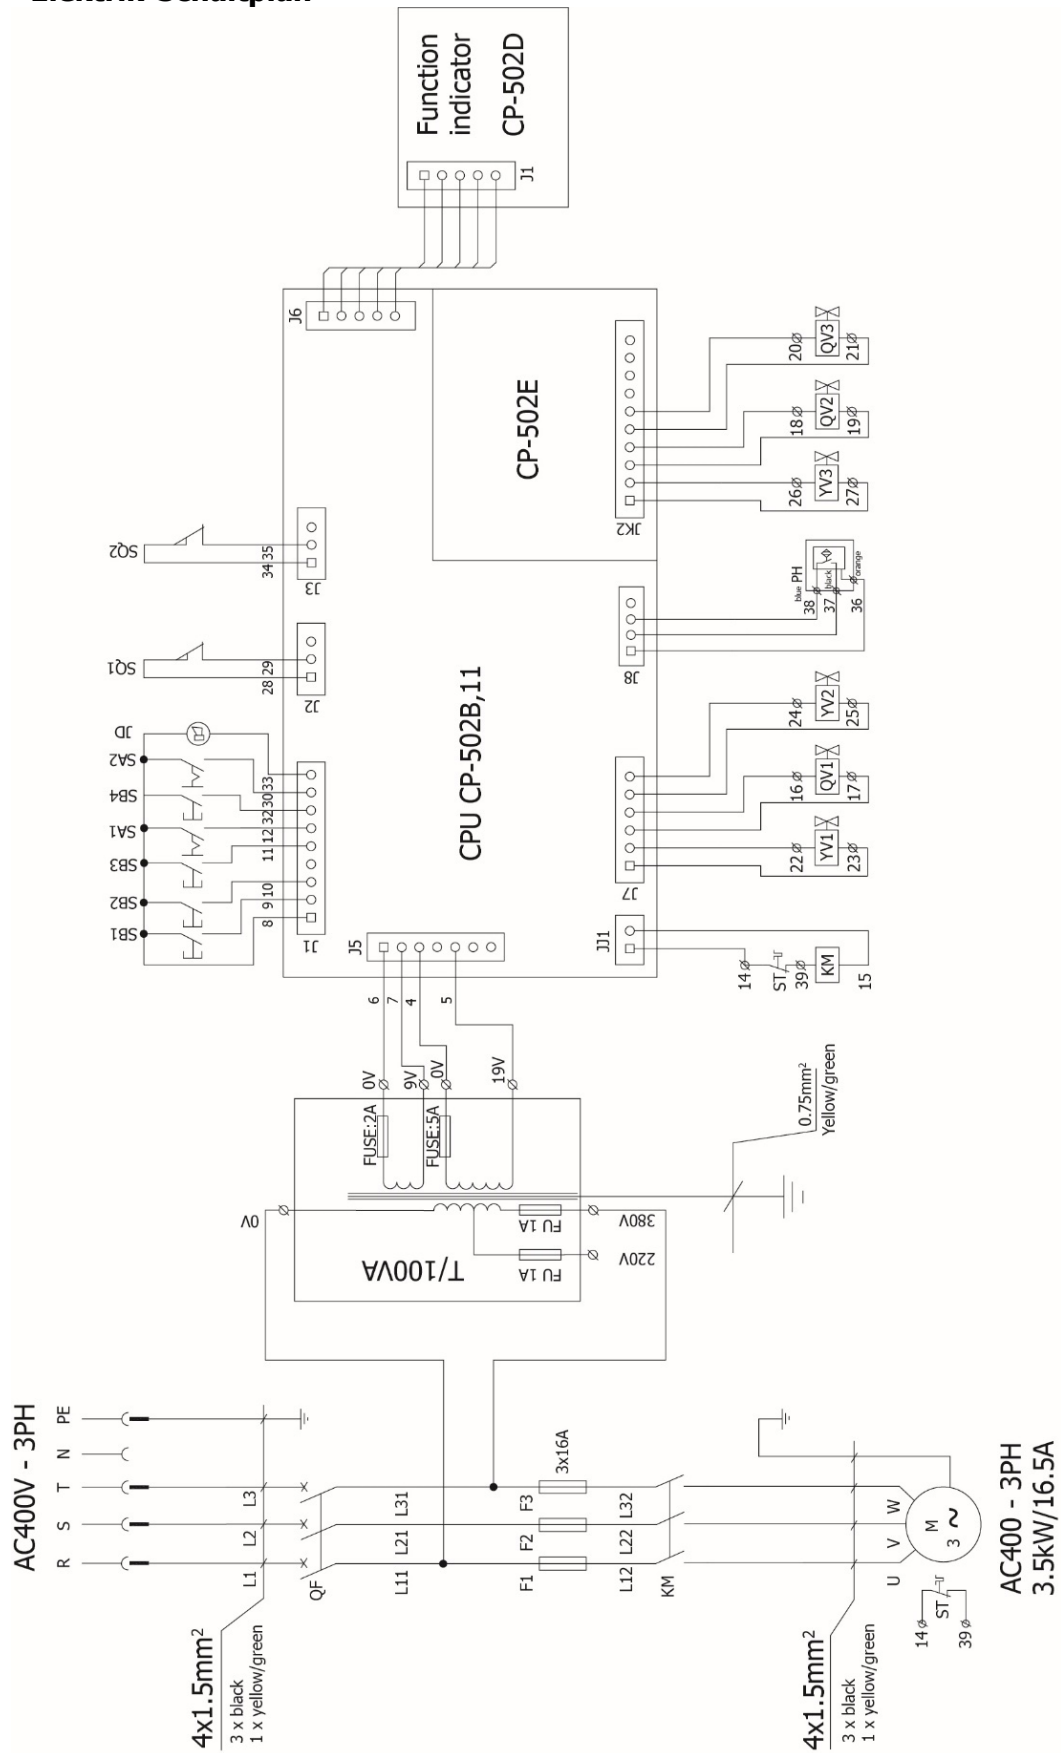 Elektrik Schaltplan
Function
indicator
CP-502D
J1
J6
CP-502E
JK2
20
QV3
21
18
QV2
19
26
YV3
27
SQ2
34 35
J3
SQ1
28 29
J2
JD
SA2
SB4
SA1
SB3
SB2
SB1
33
30
32
12
11
10
9
8
J1
CPU CP-502B,11
J8
blue PH
black
orange
38
37
36
J7
24
YV2
25
16
QV1
17
22
YV1
23
JJ1
14
ST
39
KM
15
J5
6
7
4
5
0V
9V
0V
19V
FUSE:2A
FUSE:5A
0V
T/100VA
FU 1A
FU 1A
380V
220V
0.75mm²
Yellow/green
AC400V - 3PH
R
S
T
N
PE
L1
L2
L3
QF
L11
L21
L31
F1
F2
F3
3x16A
L12
L22
L32
KM
4x1.5mm²
3 x black
1 x yellow/green
4x1.5mm²
3 x black
1 x yellow/green
U
V
W
M
3 ~
14
ST
39
AC400 - 3PH
3.5kW/16.5A